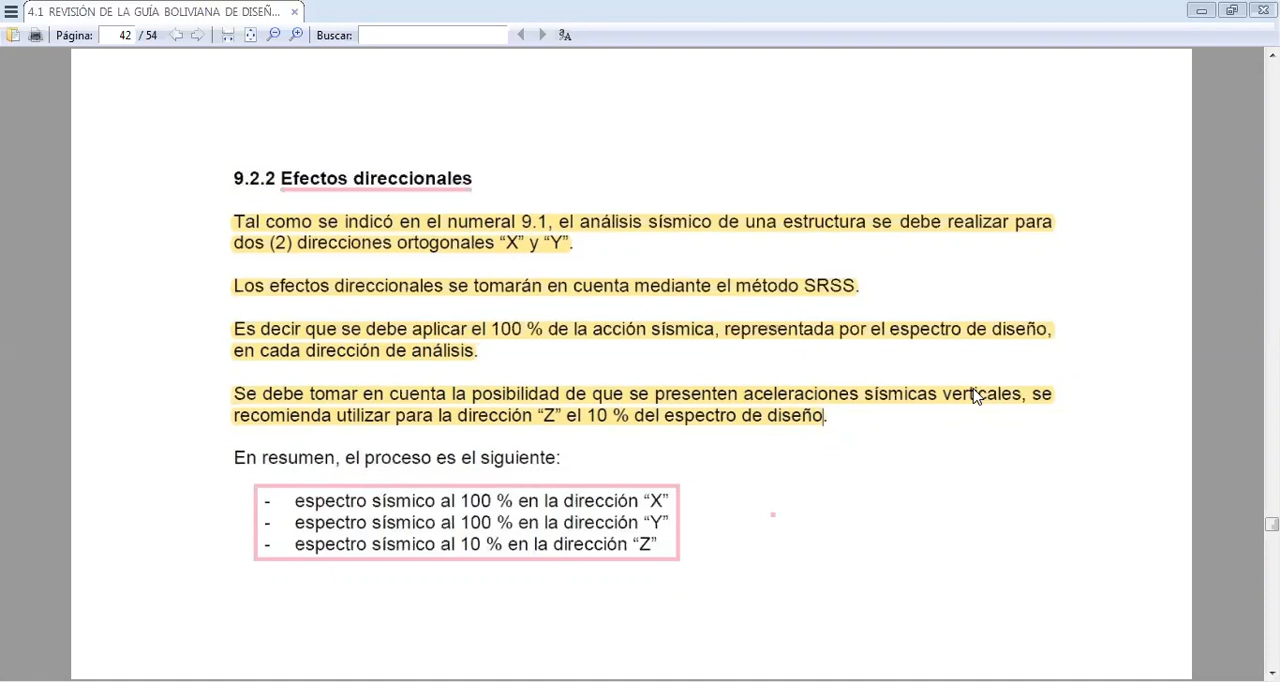 4.1 REVISIÓN DE LA GUÍA BOLIVIANA DE DISEÑ...
Página: 42 / 54 Buscar:
9.2.2 Efectos direccionales
Tal como se indicó en el numeral 9.1, el análisis sísmico de una estructura se debe realizar para
dos (2) direcciones ortogonales “X” y “Y”.
Los efectos direccionales se tomarán en cuenta mediante el método SRSS.
Es decir que se debe aplicar el 100 % de la acción sísmica, representada por el espectro de diseño,
en cada dirección de análisis.
Se debe tomar en cuenta la posibilidad de que se presenten aceleraciones sísmicas verticales, se
recomienda utilizar para la dirección “Z” el 10 % del espectro de diseño.
En resumen, el proceso es el siguiente:
- espectro sísmico al 100 % en la dirección “X”
- espectro sísmico al 100 % en la dirección “Y”
- espectro sísmico al 10 % en la dirección “Z”